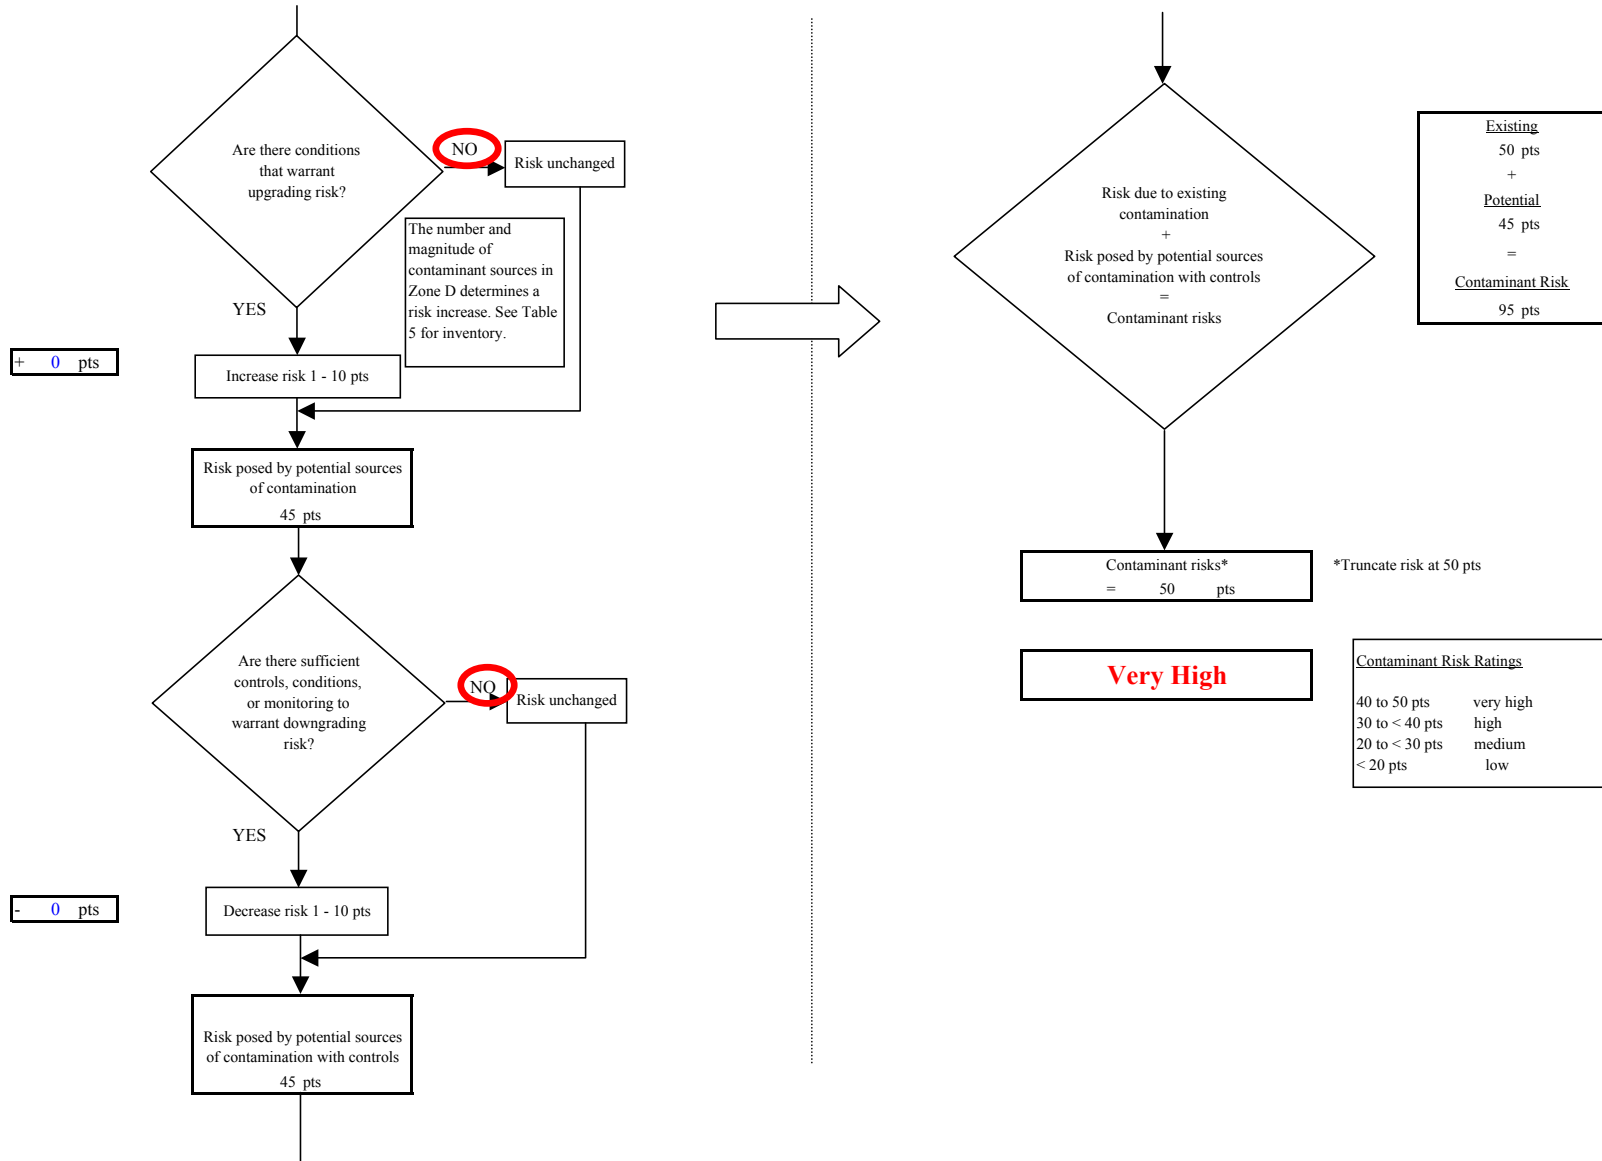 Are there conditions
that warrant
upgrading risk?
NO
Risk unchanged
The number and
magnitude of
contaminant sources in
Zone D determines a
risk increase. See Table
5 for inventory.
YES
+ 0 pts
Increase risk 1 - 10 pts
Risk posed by potential sources
of contamination
45 pts
Are there sufficient
controls, conditions,
or monitoring to
warrant downgrading
risk?
NO
Risk unchanged
YES
- 0 pts
Decrease risk 1 - 10 pts
Risk posed by potential sources
of contamination with controls
45 pts
Risk due to existing
contamination
+
Risk posed by potential sources
of contamination with controls
=
Contaminant risks
Existing
50 pts
+
Potential
45 pts
=
Contaminant Risk
95 pts
Contaminant risks*
= 50 pts
*Truncate risk at 50 pts
Very High
Contaminant Risk Ratings
40 to 50 pts very high
30 to < 40 pts high
20 to < 30 pts medium
< 20 pts low